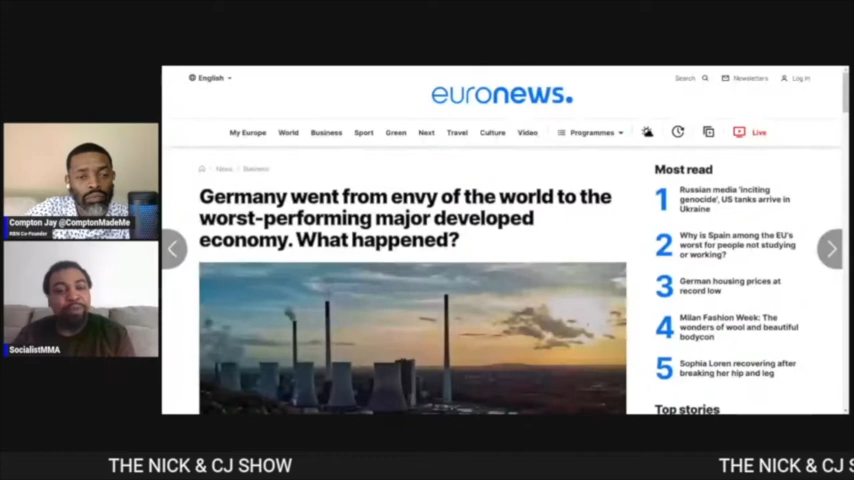 English
Search
Newsletters
Log In
euronews.
My Europe
World
Business
Sport
Green
Next
Travel
Culture
Video
Programmes
Live
News
Business
Germany went from envy of the world to the
worst-performing major developed
economy. What happened?
Most read
1
Russian media 'inciting
genocide', US tanks arrive in
Ukraine
2
Why is Spain among the EU's
worst for people not studying
or working?
3
German housing prices at
record low
4
Milan Fashion Week: The
wonders of wool and beautiful
bodycon
5
Sophia Loren recovering after
breaking her hip and leg
Top stories
Compton Jay @ComptonMadeMe
RBN Co-Founder
SocialistMMA
THE NICK & CJ SHOW
THE NICK & CJ S